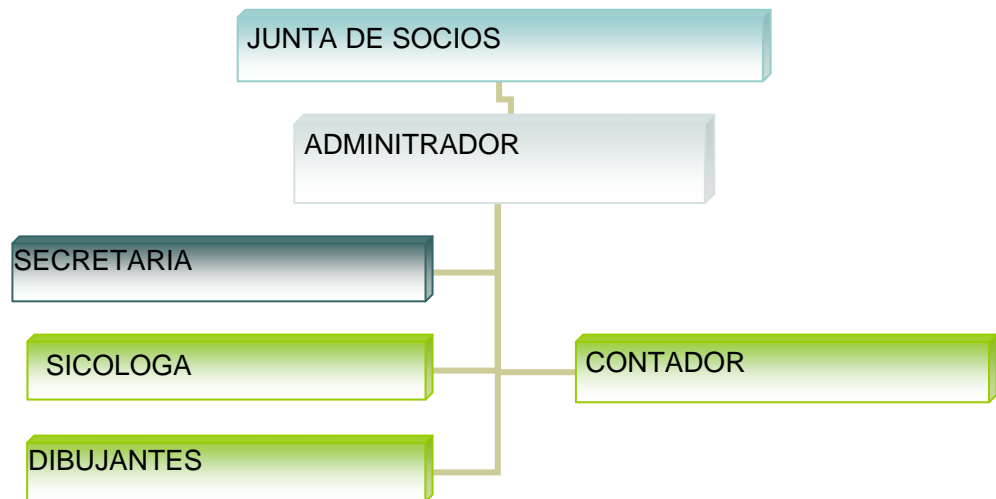 JUNTA DE SOCIOS
ADMINITRADOR
SECRETARIA
SICOLOGA
CONTADOR
DIBUJANTES